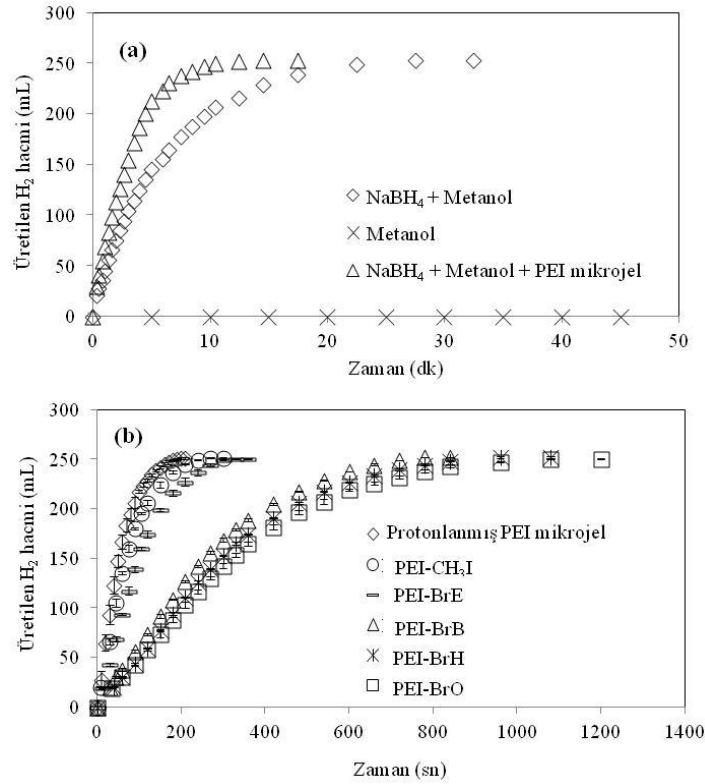 (a)
Üretilen H₂ hacmi (mL)
300
250
200
150
100
50
0
NaBH₄ + Metanol
Metanol
NaBH₄ + Metanol + PEI mikrojel
0 10 20 30 40 50
Zaman (dk)
(b)
Üretilen H₂ hacmi (mL)
300
250
200
150
100
50
0
Protonlanmış PEI mikrojel
PEI-CH₃I
PEI-BrE
PEI-BrB
PEI-BrH
PEI-BrO
0 200 400 600 800 1000 1200 1400
Zaman (sn)